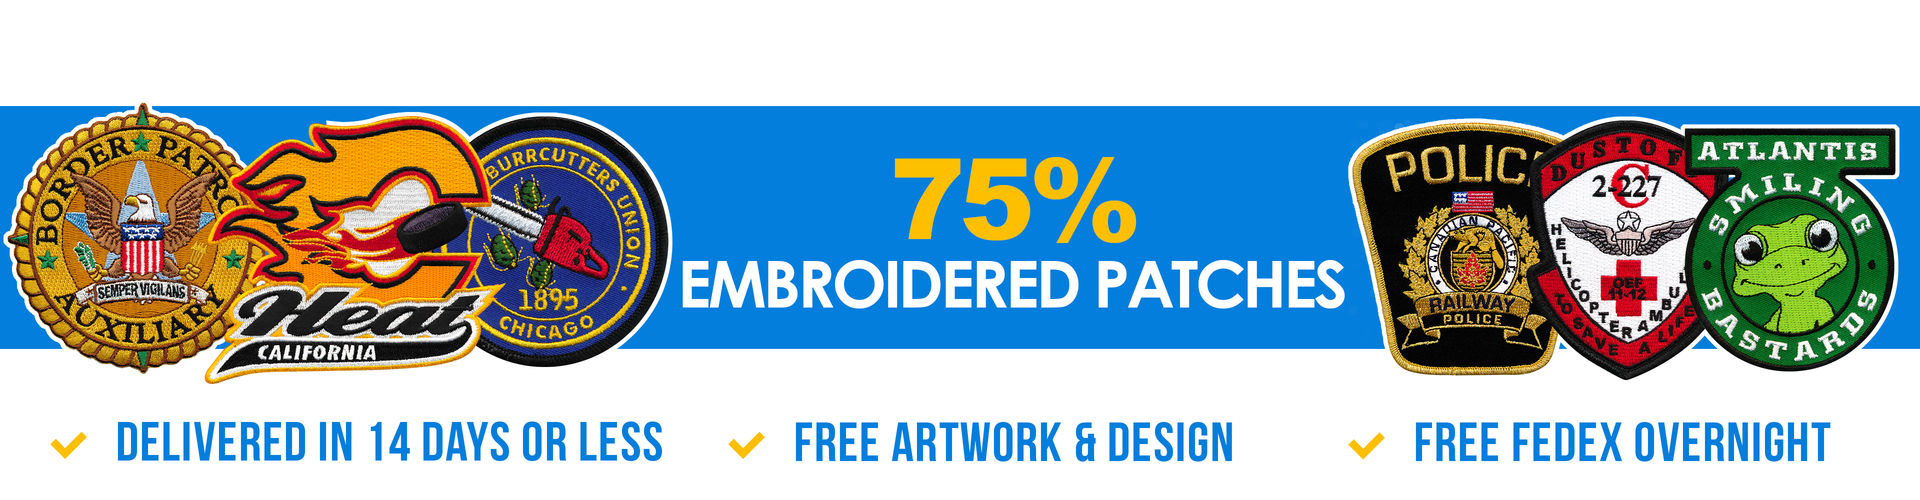 BORDER PATRO
SEMPER VIGILANS
AUXILIARY
Heat
CALIFORNIA
BURRCUTTERS UNION
1895
CHICAGO
75%
EMBROIDERED PATCHES
POLIC
CANADIAN PACIFIC
RAILWAY
POLICE
DUSTOF
C
2-227
HELICOPTER AMBUL
OEF
11-12
TO SAVE A LIFE
ATLANTIS
SMILING
BASTARDS
DELIVERED IN 14 DAYS OR LESS
FREE ARTWORK & DESIGN
FREE FEDEX OVERNIGHT